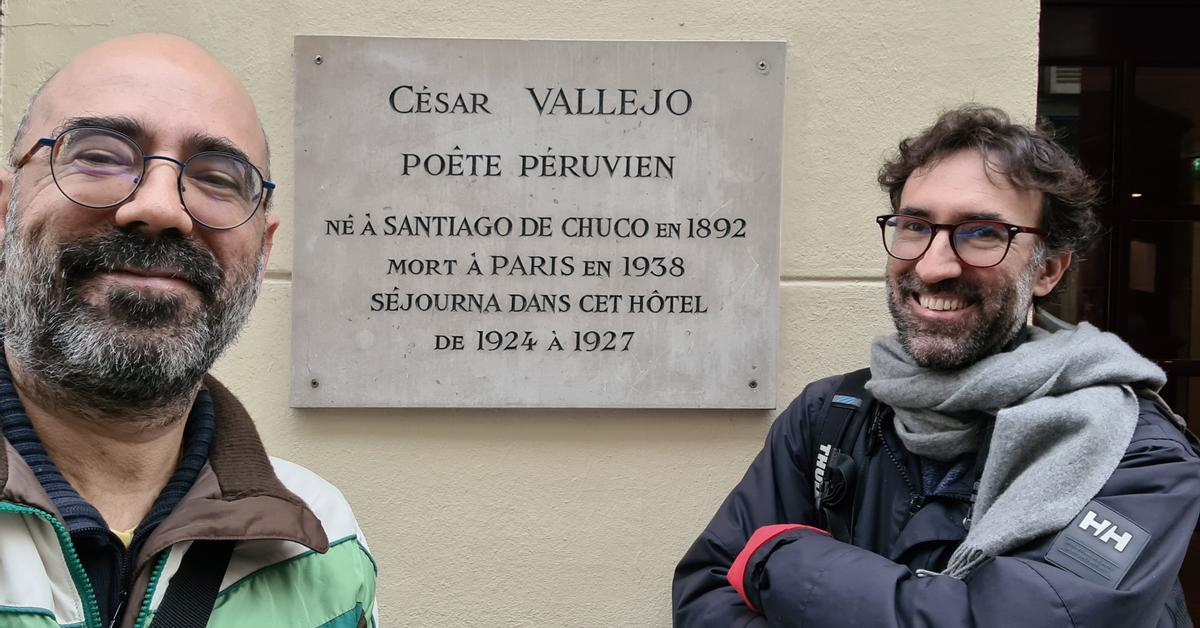 CÉSAR VALLEJO
POÊTE PÉRUVIEN
NÉ À SANTIAGO DE CHUCO EN 1892
MORT À PARIS EN 1938
SÉJOURNA DANS CET HÔTEL
DE 1924 À 1927
HH